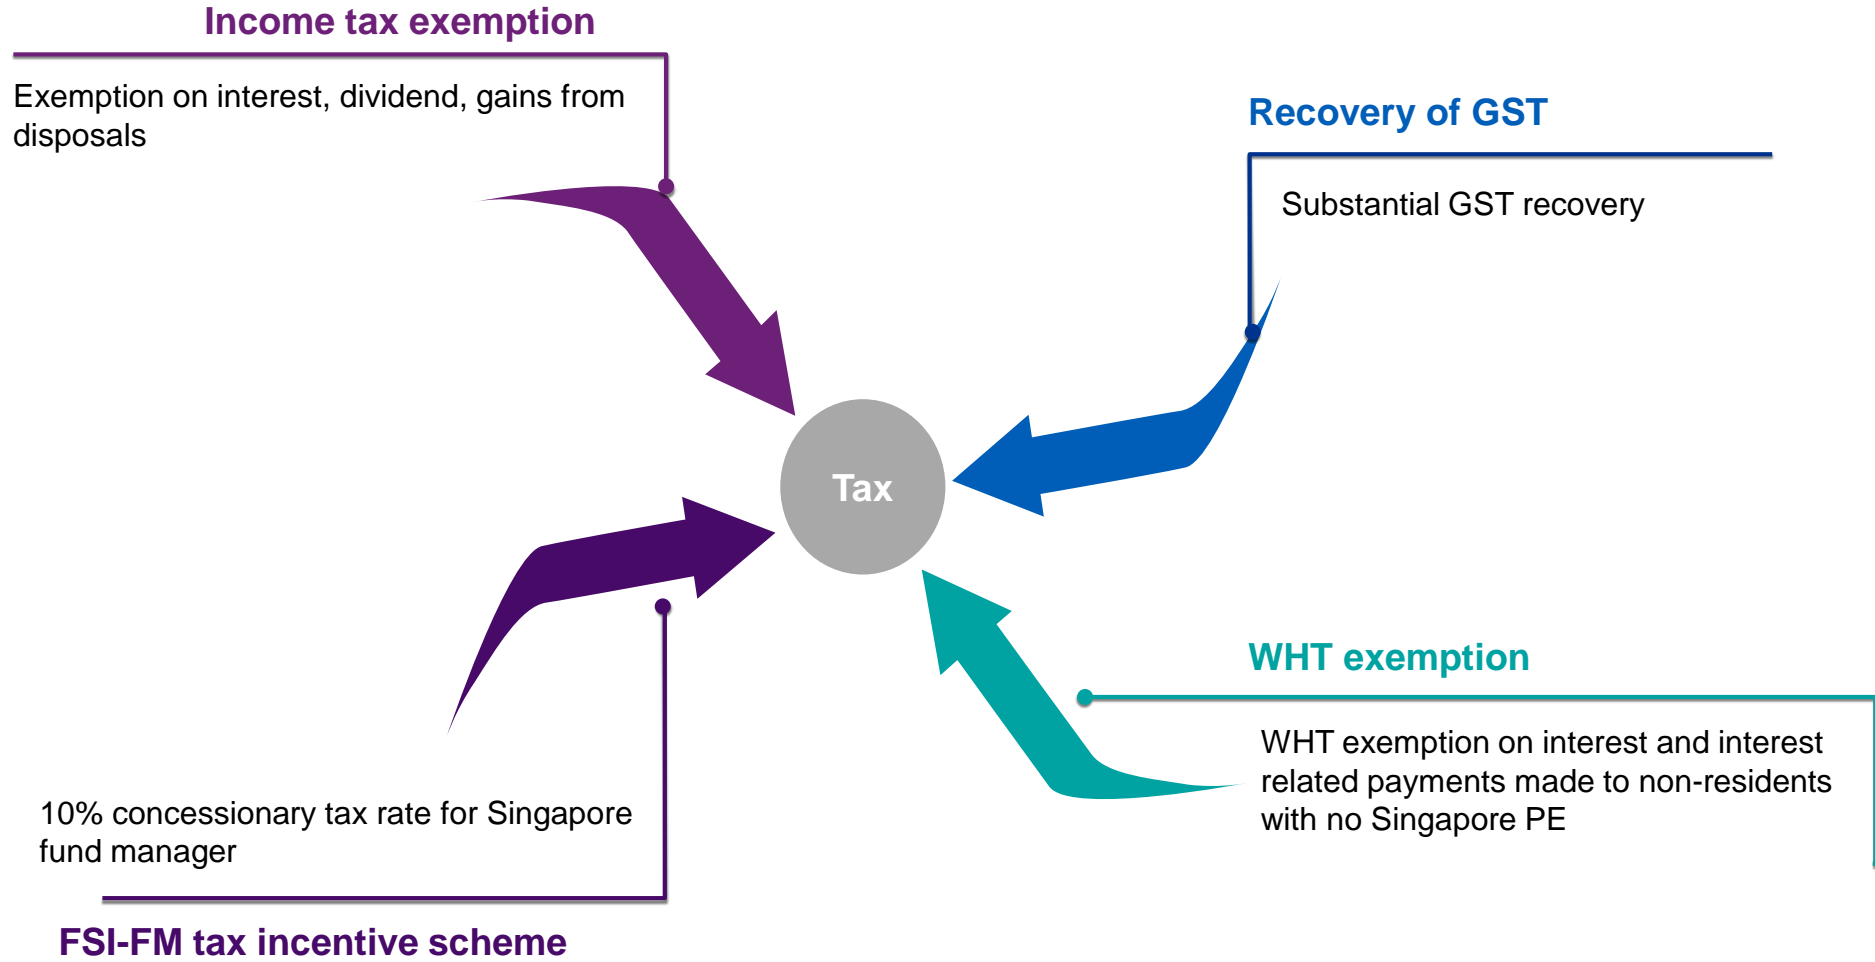 Income tax exemption
Exemption on interest, dividend, gains from
disposals
Recovery of GST
Substantial GST recovery
Tax
WHT exemption
WHT exemption on interest and interest
related payments made to non-residents
with no Singapore PE
10% concessionary tax rate for Singapore
fund manager
FSI-FM tax incentive scheme